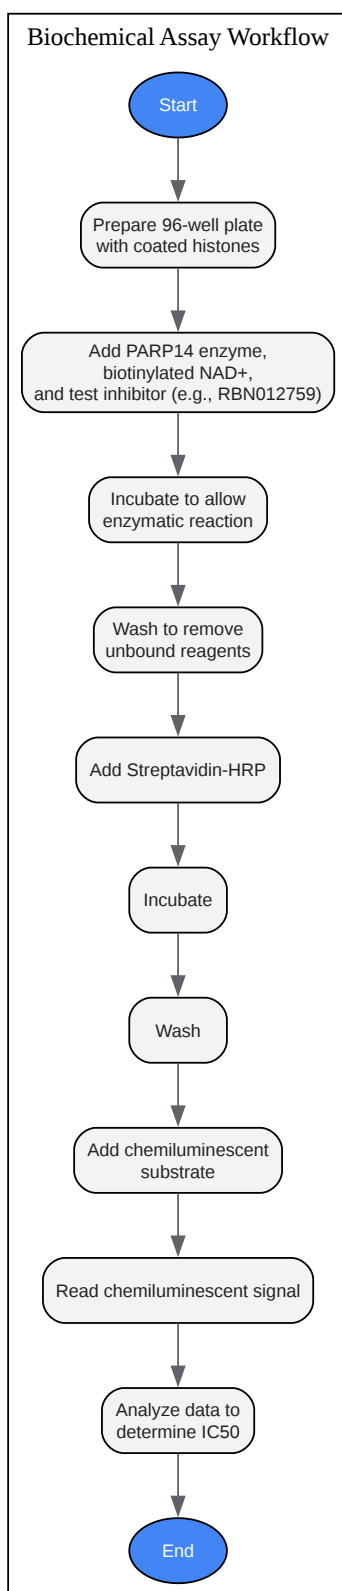 Biochemical Assay Workflow
Start
Prepare 96-well plate
with coated histones
Add PARP14 enzyme,
biotinylated NAD+,
and test inhibitor (e.g., RBN012759)
Incubate to allow
enzymatic reaction
Wash to remove
unbound reagents
Add Streptavidin-HRP
Incubate
Wash
Add chemiluminescent
substrate
Read chemiluminescent signal
Analyze data to
determine IC50
End